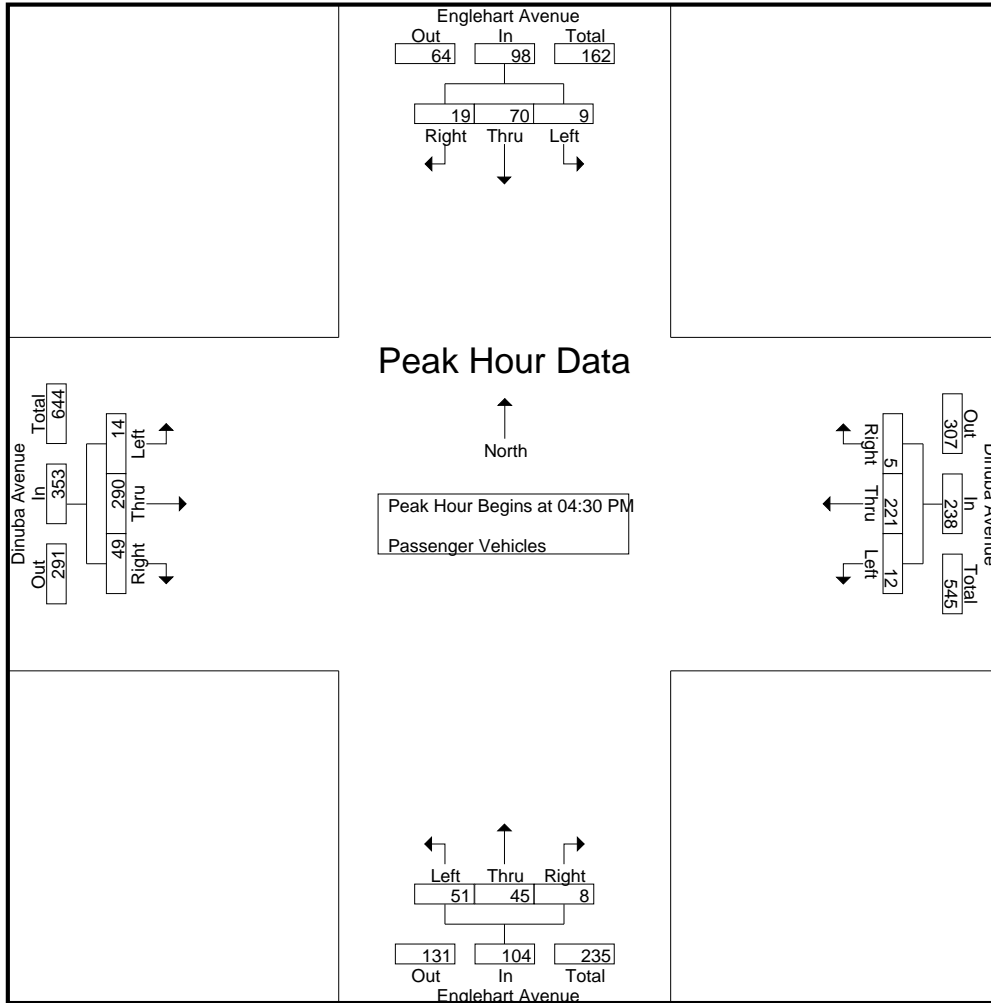 Englehart Avenue
Out In Total
64 98 162
19 70 9
Right Thru Left
Peak Hour Data
North
Peak Hour Begins at 04:30 PM
Passenger Vehicles
Dinuba Avenue
Out In Total
291 353 644
14 290 49
Left Thru Right
Dinuba Avenue
Out In Total
307 238 545
5 221 12
Right Thru Left
Left Thru Right
51 45 8
131 104 235
Out In Total
Englehart Avenue